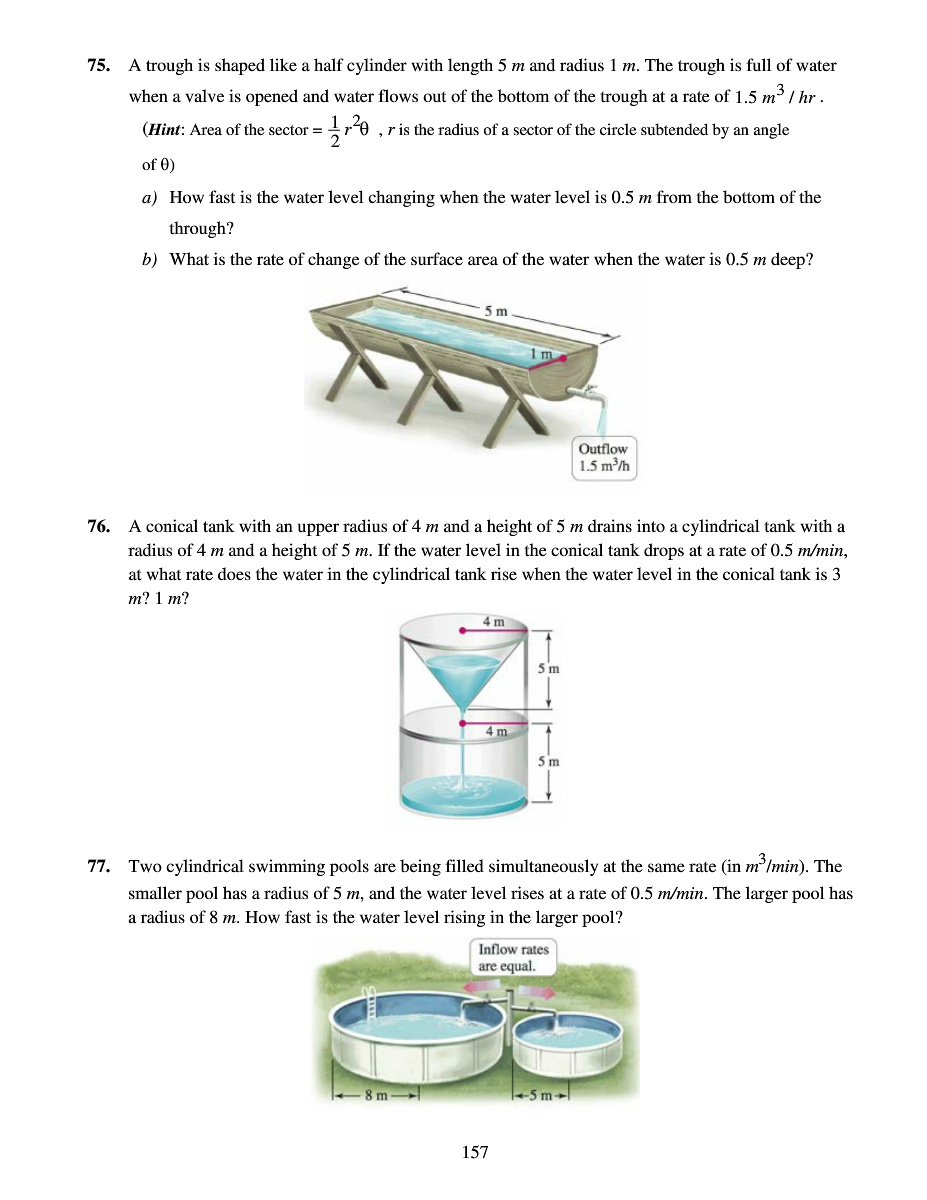 75. A trough is shaped like a half cylinder with length 5 m and radius 1 m. The trough is full of water
when a valve is opened and water flows out of the bottom of the trough at a rate of 1.5 m³ / hr .
(Hint: Area of the sector = 1/2 r²θ , r is the radius of a sector of the circle subtended by an angle
of θ)
a) How fast is the water level changing when the water level is 0.5 m from the bottom of the
through?
b) What is the rate of change of the surface area of the water when the water is 0.5 m deep?
5 m
1 m
Outflow
1.5 m³/h
76. A conical tank with an upper radius of 4 m and a height of 5 m drains into a cylindrical tank with a
radius of 4 m and a height of 5 m. If the water level in the conical tank drops at a rate of 0.5 m/min,
at what rate does the water in the cylindrical tank rise when the water level in the conical tank is 3
m? 1 m?
4 m
5 m
4 m
5 m
77. Two cylindrical swimming pools are being filled simultaneously at the same rate (in m³/min). The
smaller pool has a radius of 5 m, and the water level rises at a rate of 0.5 m/min. The larger pool has
a radius of 8 m. How fast is the water level rising in the larger pool?
Inflow rates
are equal.
8 m
5 m
157